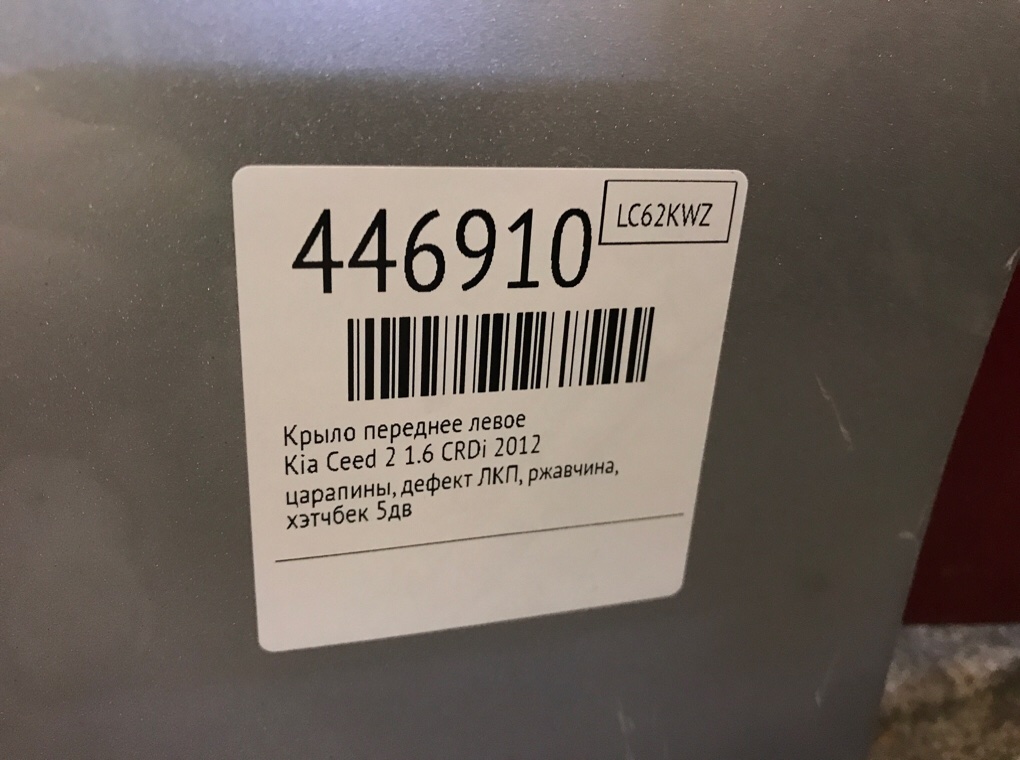 LC62KWZ
446910
Крыло переднее левое
Kia Ceed 2 1.6 CRDi 2012
царапины, дефект ЛКП, ржавчина,
хэтчбек 5дв